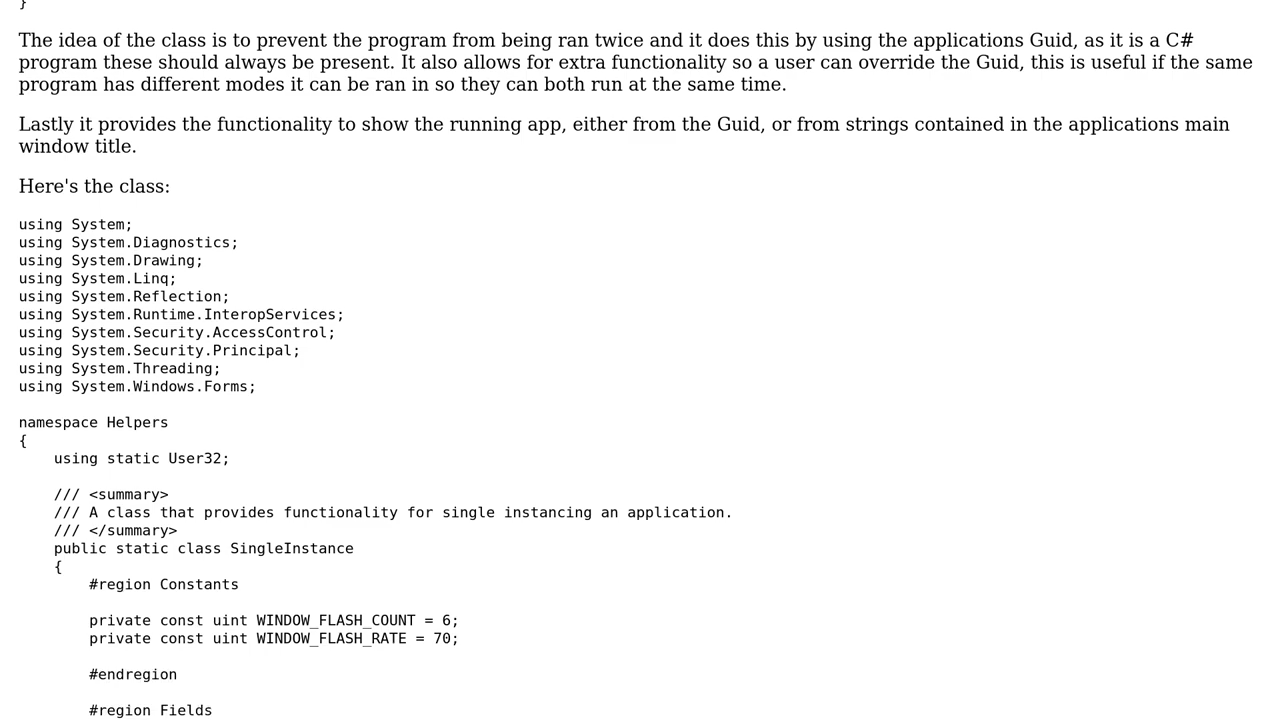 }
The idea of the class is to prevent the program from being ran twice and it does this by using the applications Guid, as it is a C#
program these should always be present. It also allows for extra functionality so a user can override the Guid, this is useful if the same
program has different modes it can be ran in so they can both run at the same time.
Lastly it provides the functionality to show the running app, either from the Guid, or from strings contained in the applications main
window title.
Here's the class:
using System;
using System.Diagnostics;
using System.Drawing;
using System.Linq;
using System.Reflection;
using System.Runtime.InteropServices;
using System.Security.AccessControl;
using System.Security.Principal;
using System.Threading;
using System.Windows.Forms;
namespace Helpers
{
    using static User32;
    /// <summary>
    /// A class that provides functionality for single instancing an application.
    /// </summary>
    public static class SingleInstance
    {
        #region Constants
        private const uint WINDOW_FLASH_COUNT = 6;
        private const uint WINDOW_FLASH_RATE = 70;
        #endregion
        #region Fields